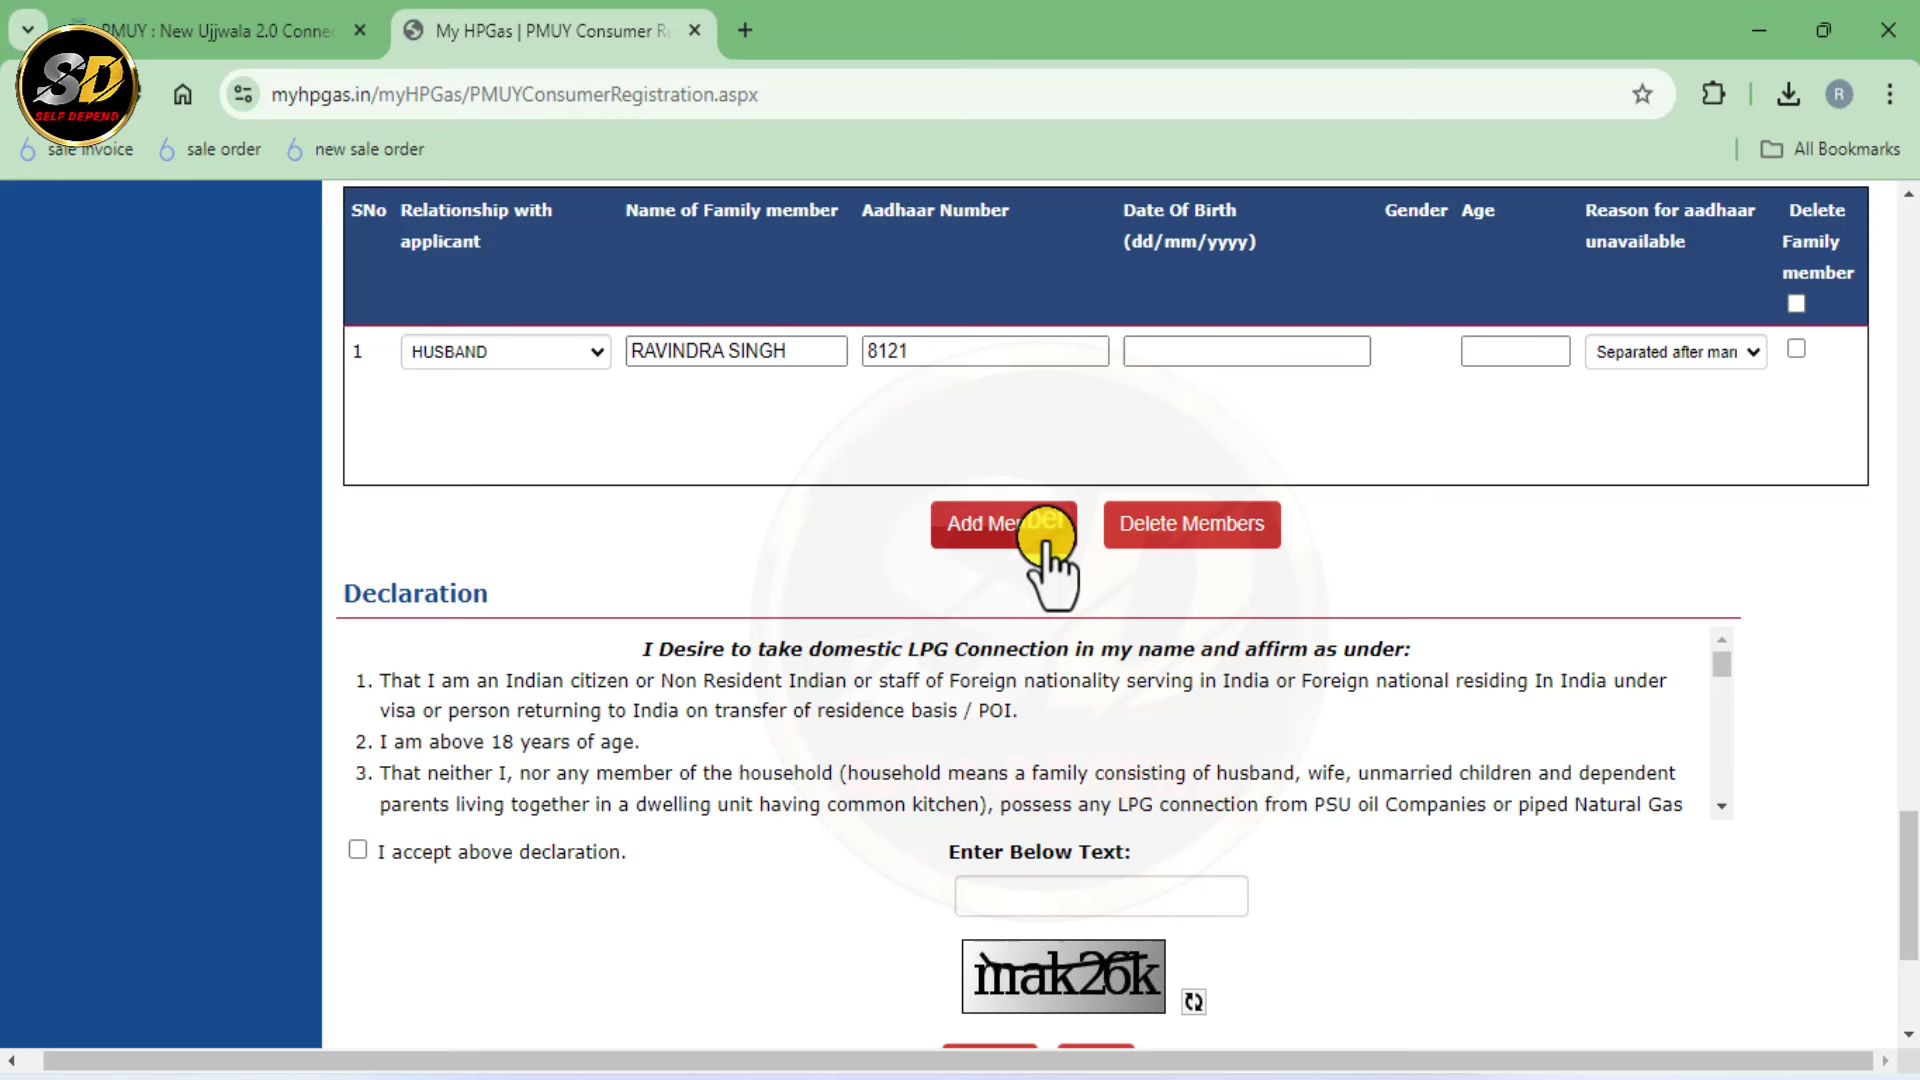 PMUY : New Ujjwala 2.0 Conne
My HPGas | PMUY Consumer R
SD
SELF DEPEND
myhpgas.in/myHPGas/PMUYConsumerRegistration.aspx
R
sale invoice
sale order
new sale order
All Bookmarks
SNo
Relationship with applicant
Name of Family member
Aadhaar Number
Date Of Birth (dd/mm/yyyy)
Gender
Age
Reason for aadhaar unavailable
Delete Family member
1
HUSBAND
RAVINDRA SINGH
8121
Separated after marr
Add Member
Delete Members
Declaration
I Desire to take domestic LPG Connection in my name and affirm as under:
1. That I am an Indian citizen or Non Resident Indian or staff of Foreign nationality serving in India or Foreign national residing In India under
visa or person returning to India on transfer of residence basis / POI.
2. I am above 18 years of age.
3. That neither I, nor any member of the household (household means a family consisting of husband, wife, unmarried children and dependent
parents living together in a dwelling unit having common kitchen), possess any LPG connection from PSU oil Companies or piped Natural Gas
I accept above declaration.
Enter Below Text:
mak26k